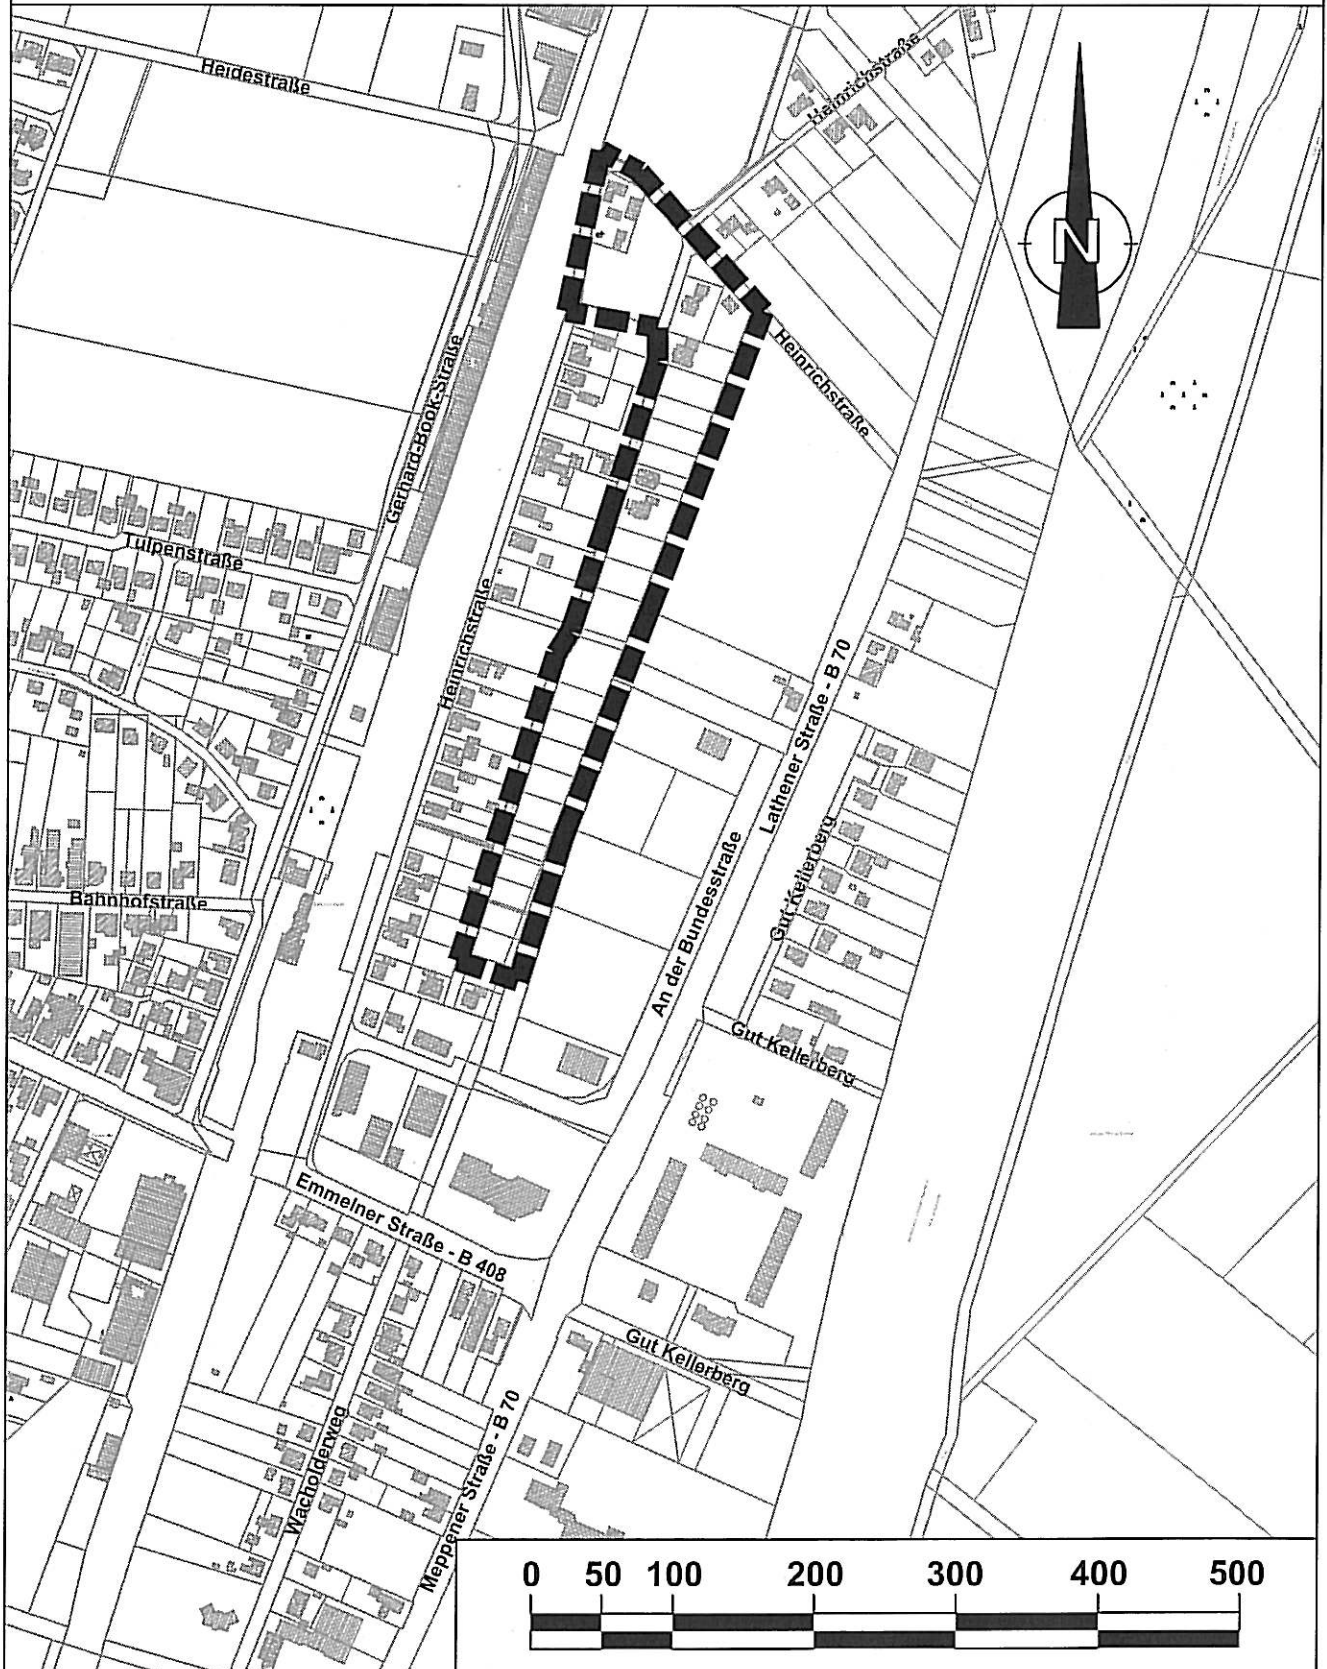 Heidestraße
Heinrichstraße
N
Heinrichstraße
Gerhard-Book-Straße
Tulpenstraße
Heinrichstraße
Lathener Straße - B 70
Gut Kellerberg
An der Bundesstraße
Bahnhofstraße
Gut Kellerberg
Emmelner Straße - B 408
Gut Kellerberg
Wacholderweg
Meppener Straße - B 70
0 50 100 200 300 400 500